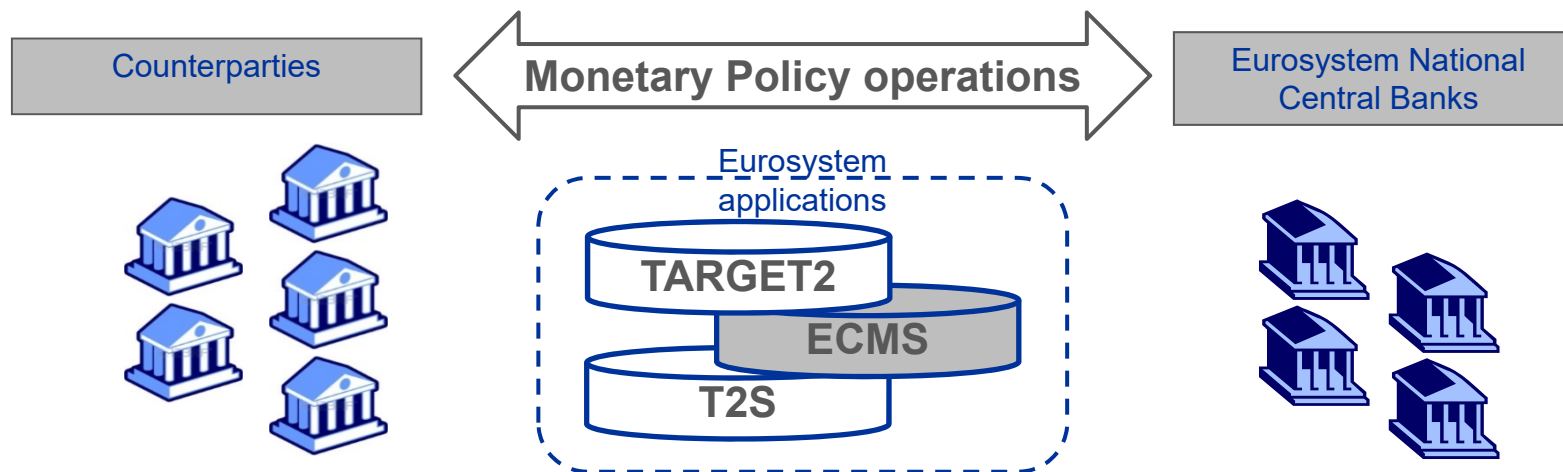 Counterparties
Monetary Policy operations
Eurosystem National
Central Banks
Eurosystem
applications
TARGET2
ECMS
T2S